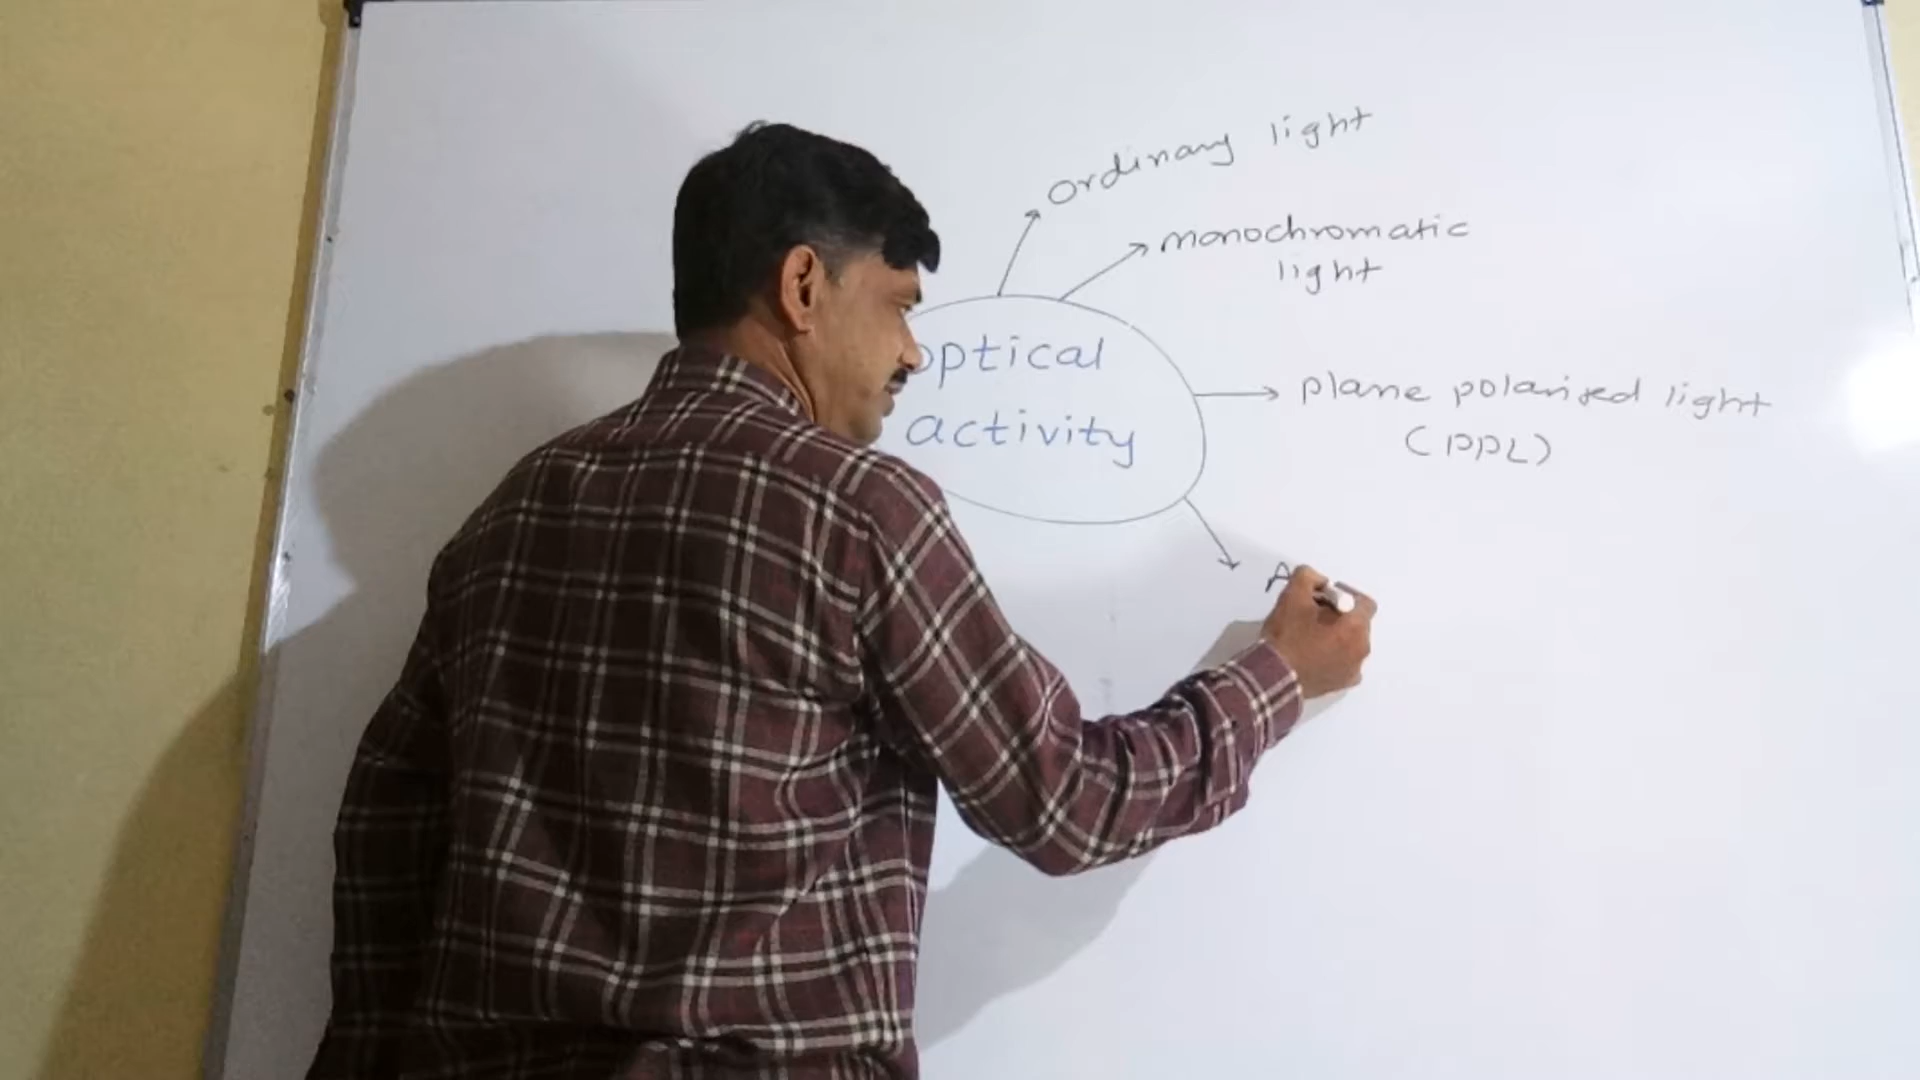 ordinary light
monochromatic
light
optical
activity
plane polarised light
(PPL)
A